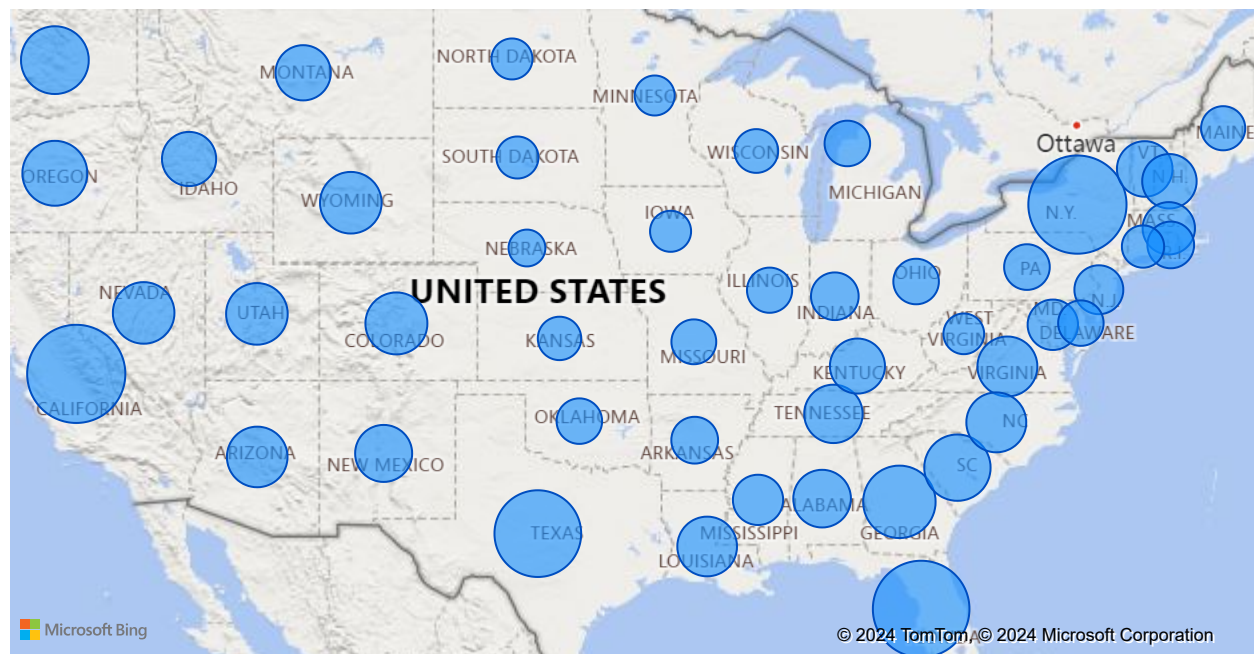 NORTH DAKOTA
MONTANA
MINNESOTA
Ottawa
MAINE
VT
WISCONSIN
SOUTH DAKOTA
OREGON
N.H.
IDAHO
MICHIGAN
WYOMING
IOWA
N.Y.
MASS
NEBRASKA
R.I.
PA
OHIO
ILLINOIS
NEVADA
UNITED STATES
N.J.
UTAH
INDIANA
MD
WEST
VIRGINIA
DELAWARE
COLORADO
KANSAS
MISSOURI
KENTUCKY
VIRGINIA
CALIFORNIA
TENNESSEE
OKLAHOMA
NC
ARIZONA
ARKANSAS
NEW MEXICO
SC
ALABAMA
TEXAS
MISSISSIPPI
GEORGIA
LOUISIANA
Microsoft Bing
© 2024 TomTom, © 2024 Microsoft Corporation